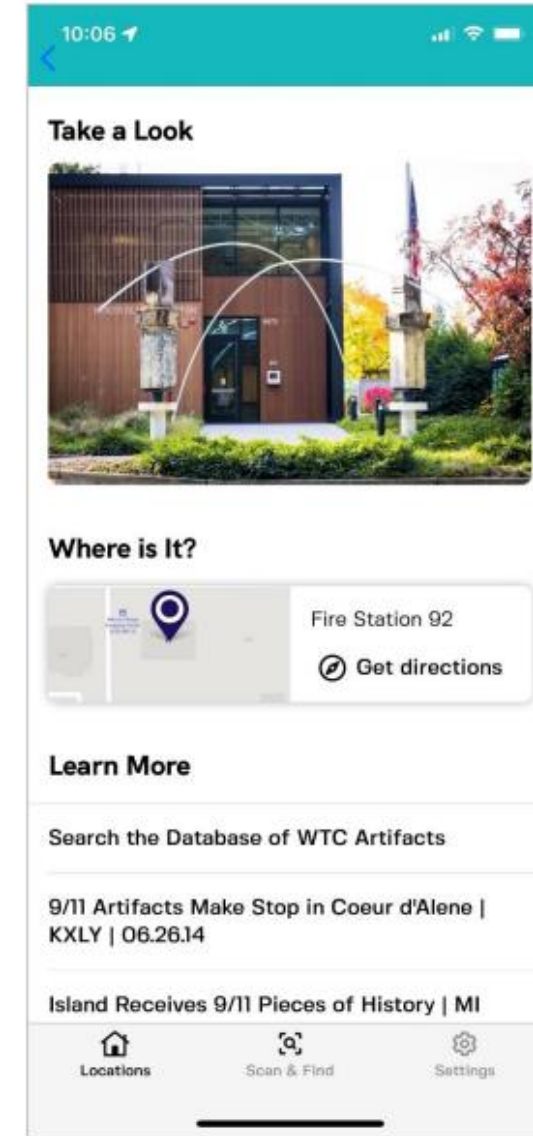 10:06
Take a Look
Where is It?
Fire Station 92
Get directions
Learn More
Search the Database of WTC Artifacts
9/11 Artifacts Make Stop in Coeur d'Alene |
KXLY | 06.26.14
Island Receives 9/11 Pieces of History | MI
Locations
Scan & Find
Settings